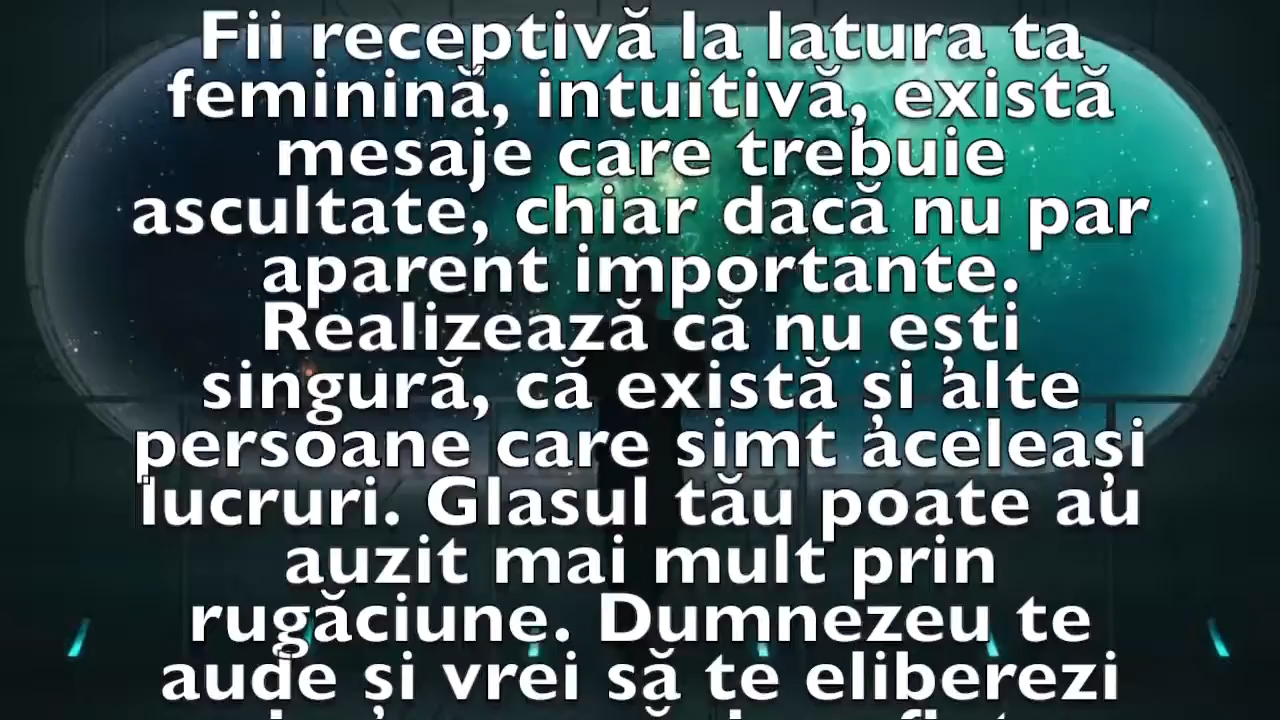 Fii receptivă la latura ta
feminină, intuitivă, există
mesaje care trebuie
ascultate, chiar dacă nu par
aparent importante.
Realizează că nu ești
singură, că există și alte
persoane care simt aceleași
lucruri. Glasul tău poate au
auzit mai mult prin
rugăciune. Dumnezeu te
aude și vrei să te eliberezi